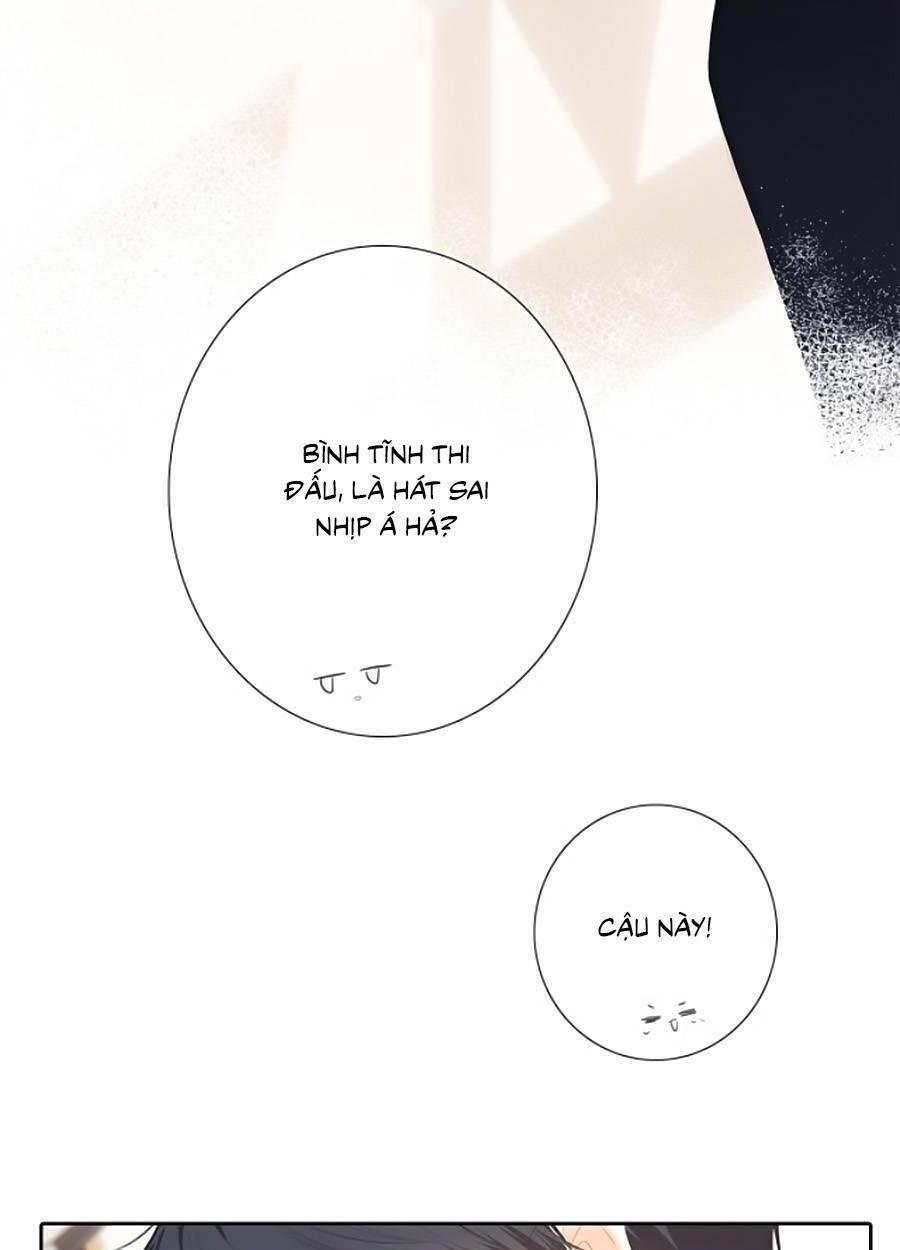 BÌNH TĨNH THI
ĐẤU, LÀ HÁT SAI
NHỊP Á HẢ?
CẬU NÀY!